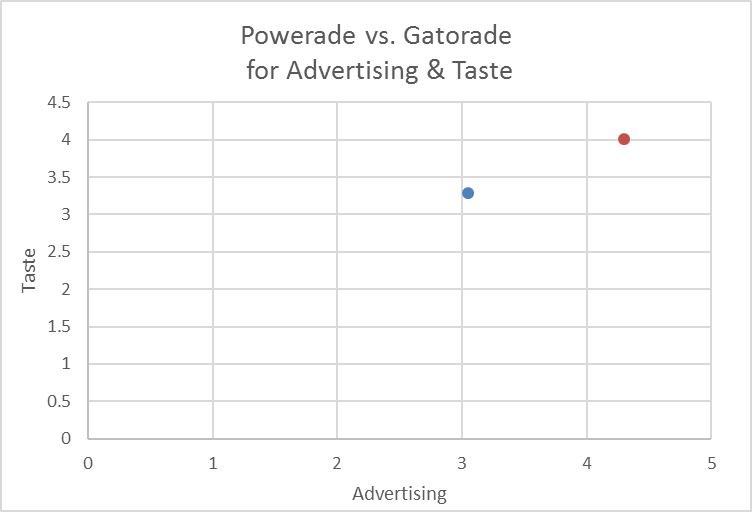 Powerade vs. Gatorade
for Advertising & Taste
4.5
4
3.5
3
2.5
2
1.5
1
0.5
0
Taste
0 1 2 3 4 5
Advertising